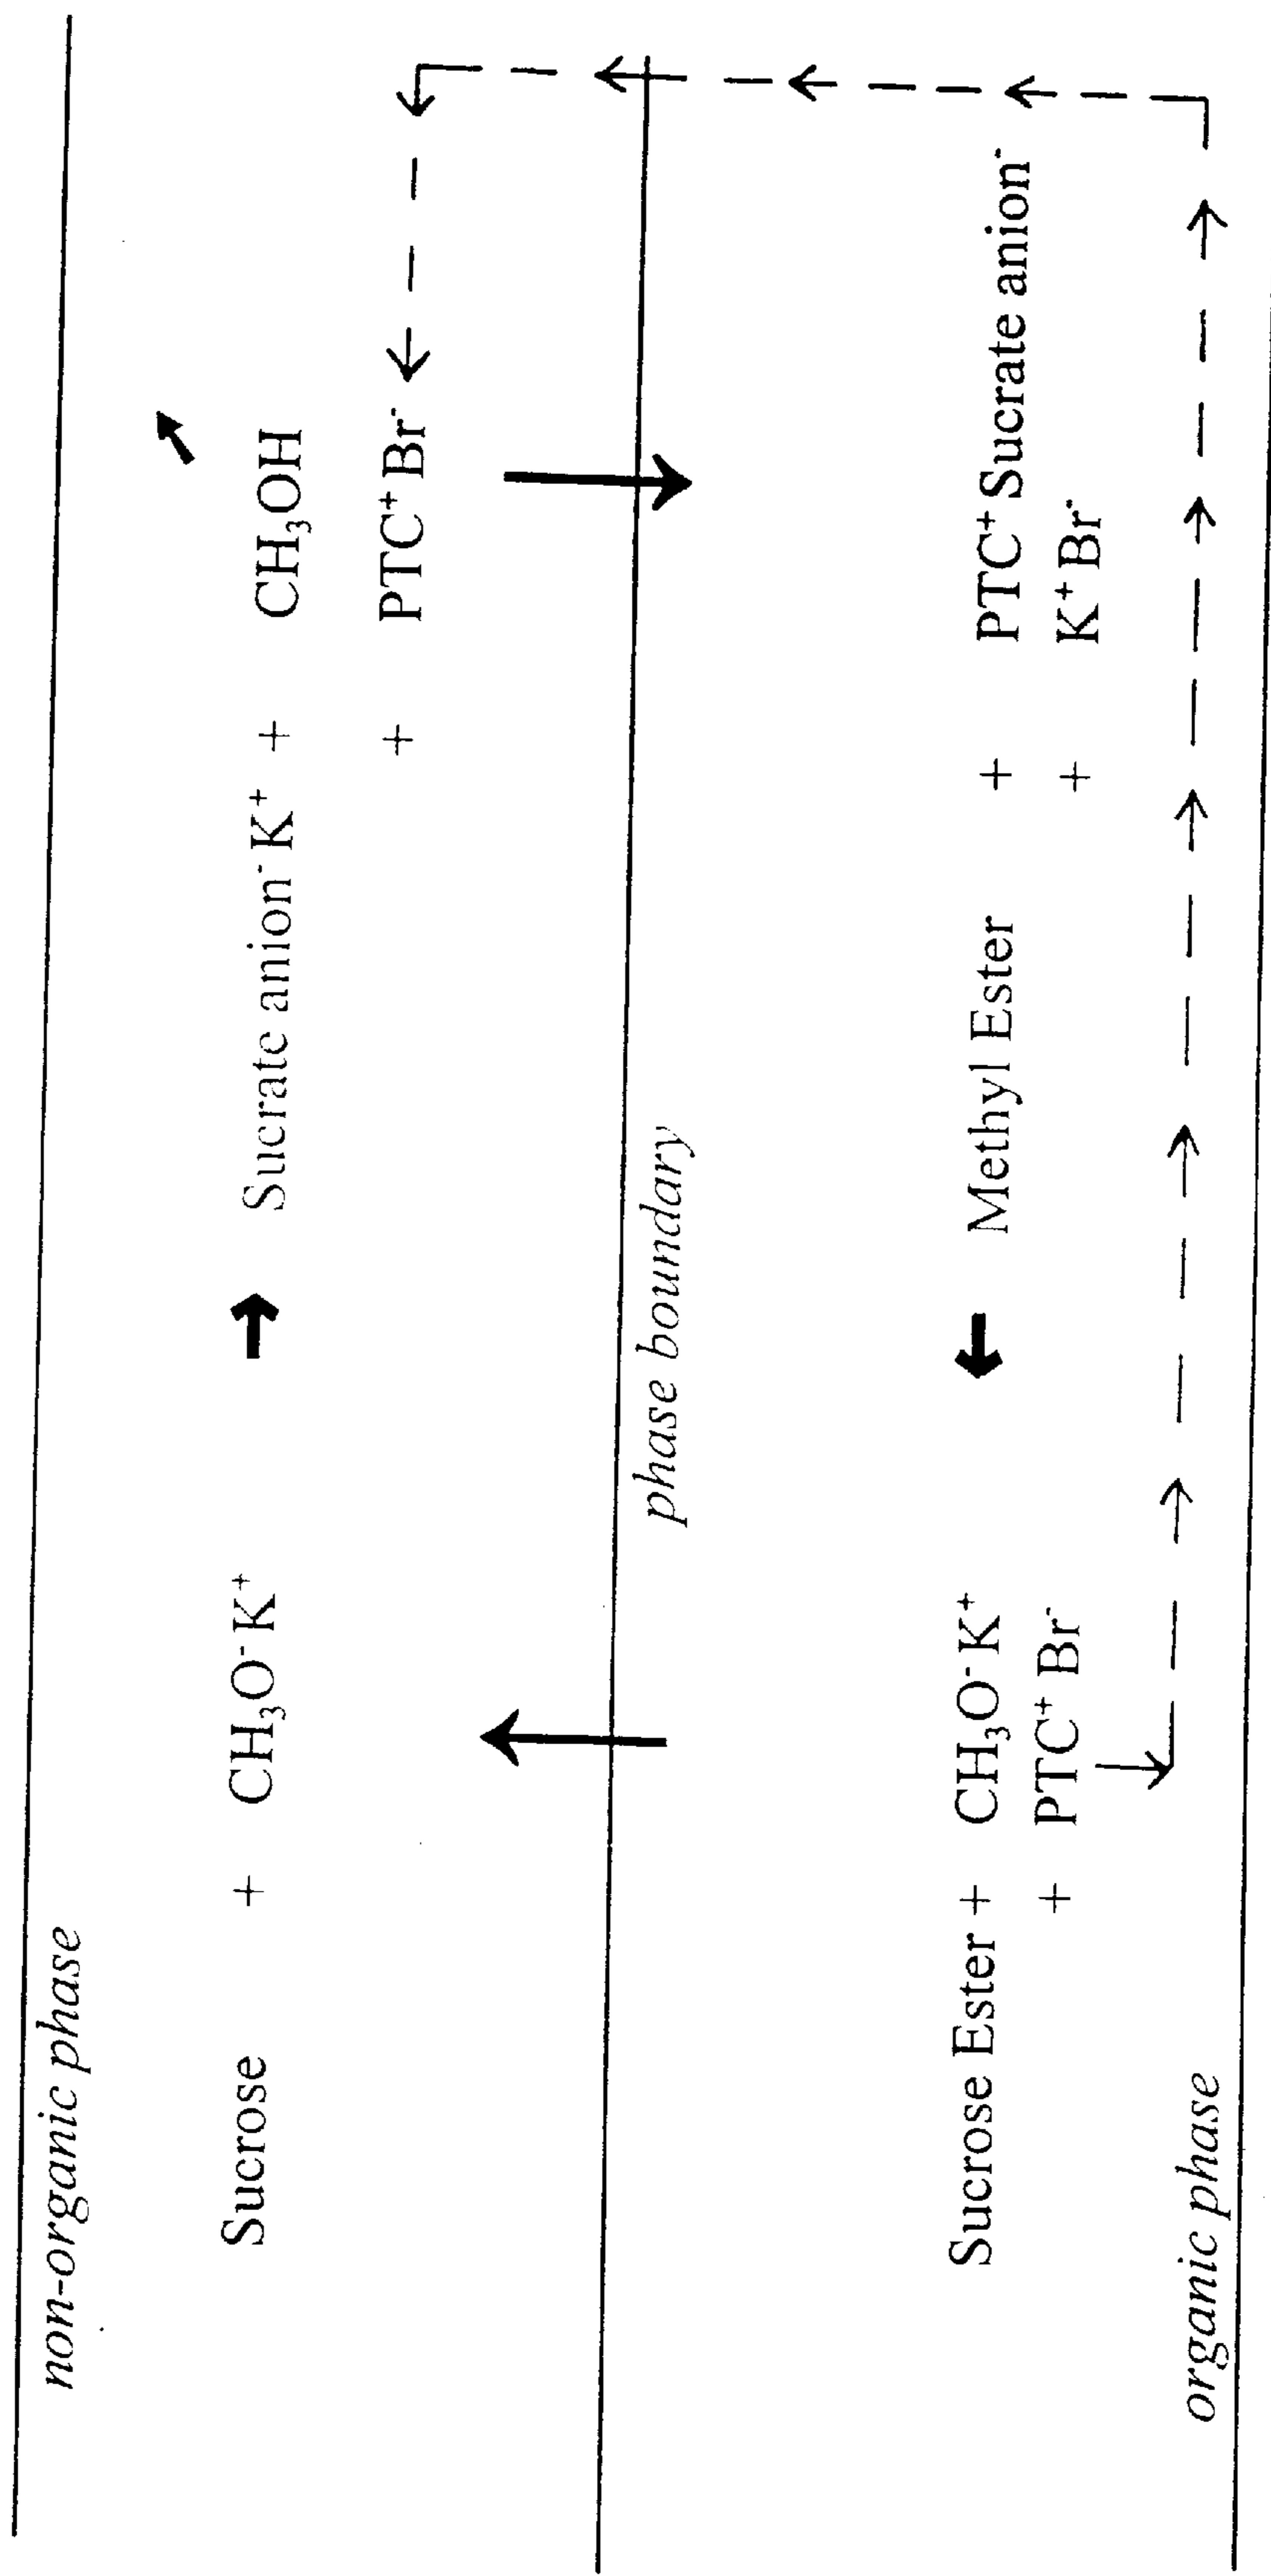 non-organic phase
Sucrose + CH₃O⁻K⁺ → Sucrate anion⁻K⁺ + CH₃OH
+ PTC⁺Br⁻
phase boundary
Sucrose Ester + CH₃O⁻K⁺ ← Methyl Ester + PTC⁺Sucrate anion⁻
+ PTC⁺Br⁻ + K⁺Br⁻
organic phase